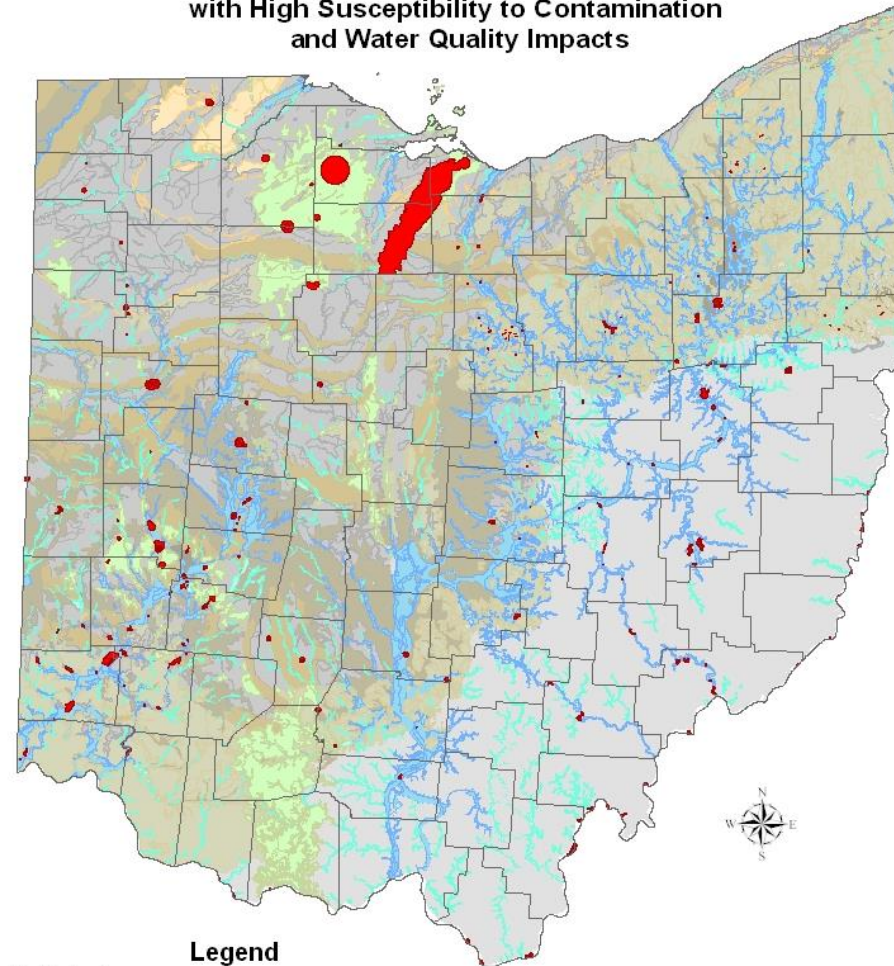 with High Susceptibility to Contamination
and Water Quality Impacts
N
W E
S
Legend